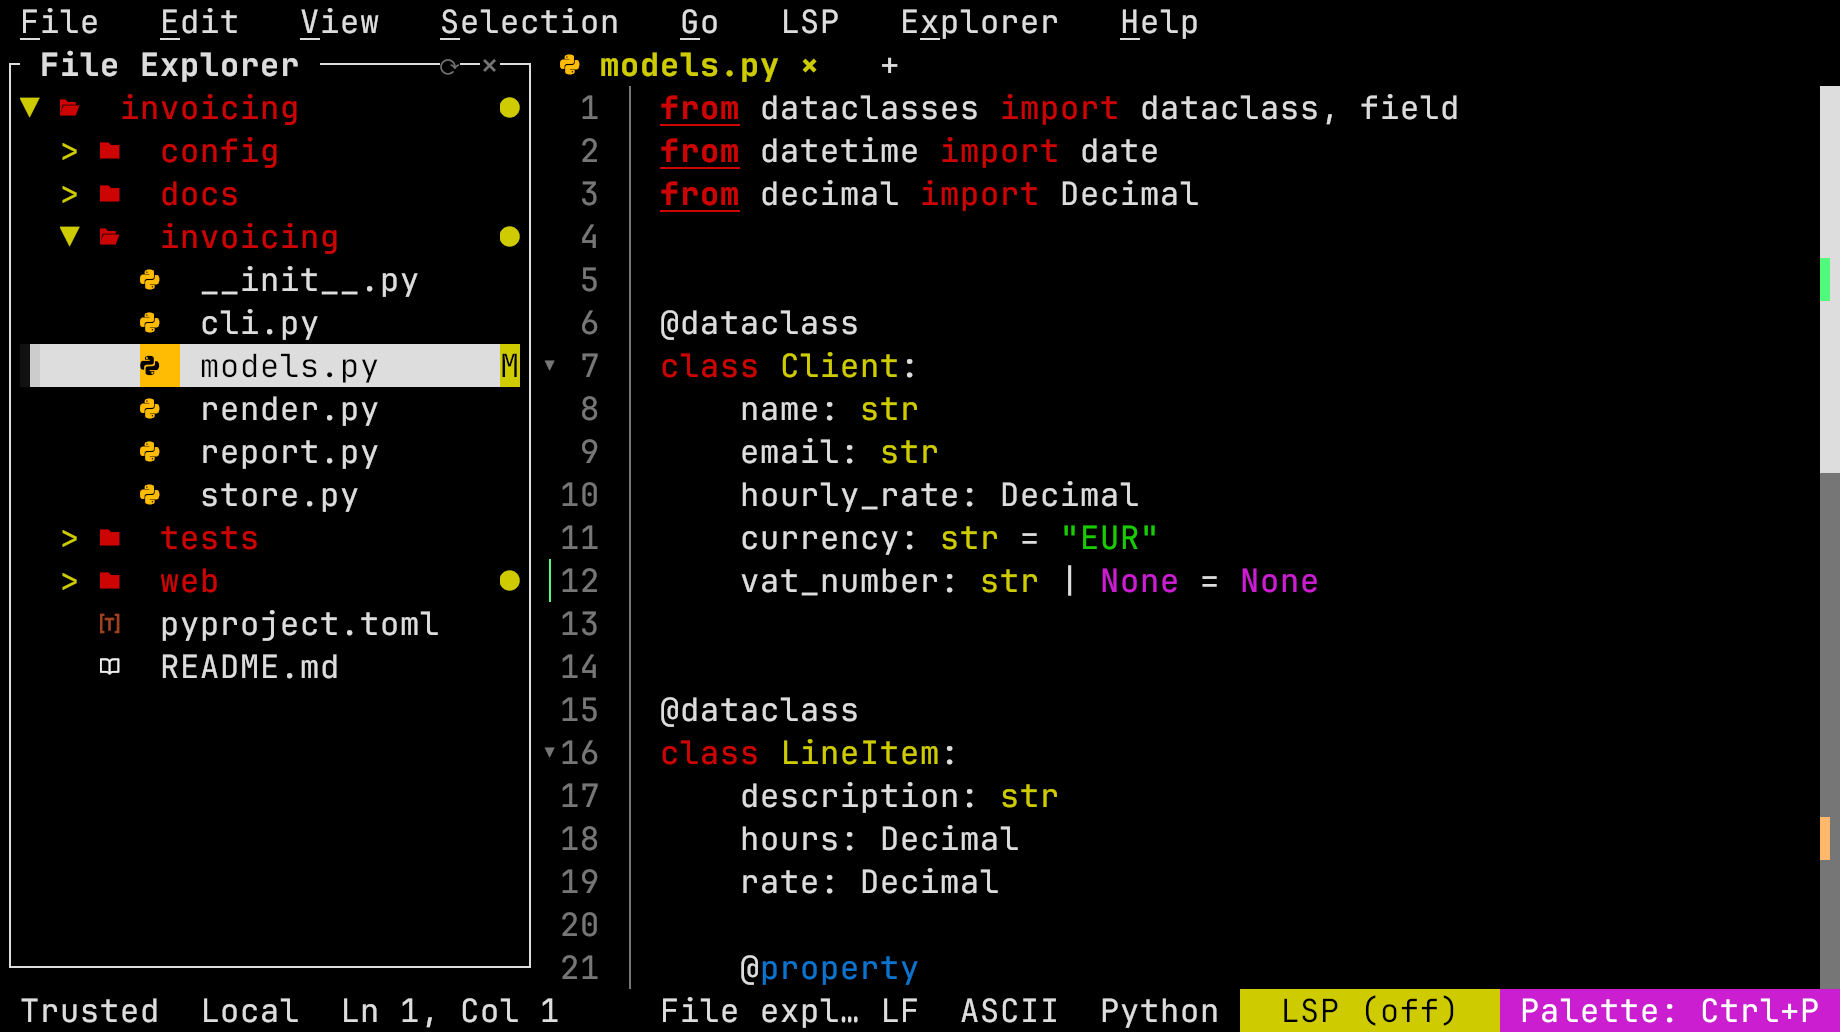 File Edit View Selection Go LSP Explorer Help
File Explorer
invoicing
config
docs
invoicing
__init__.py
cli.py
models.py M
render.py
report.py
store.py
tests
web
pyproject.toml
README.md
models.py × +
1 from dataclasses import dataclass, field
2 from datetime import date
3 from decimal import Decimal
4
5
6 @dataclass
7 class Client:
8 name: str
9 email: str
10 hourly_rate: Decimal
11 currency: str = "EUR"
12 vat_number: str | None = None
13
14
15 @dataclass
16 class LineItem:
17 description: str
18 hours: Decimal
19 rate: Decimal
20
21 @property
Trusted Local Ln 1, Col 1 File expl… LF ASCII Python LSP (off) Palette: Ctrl+P